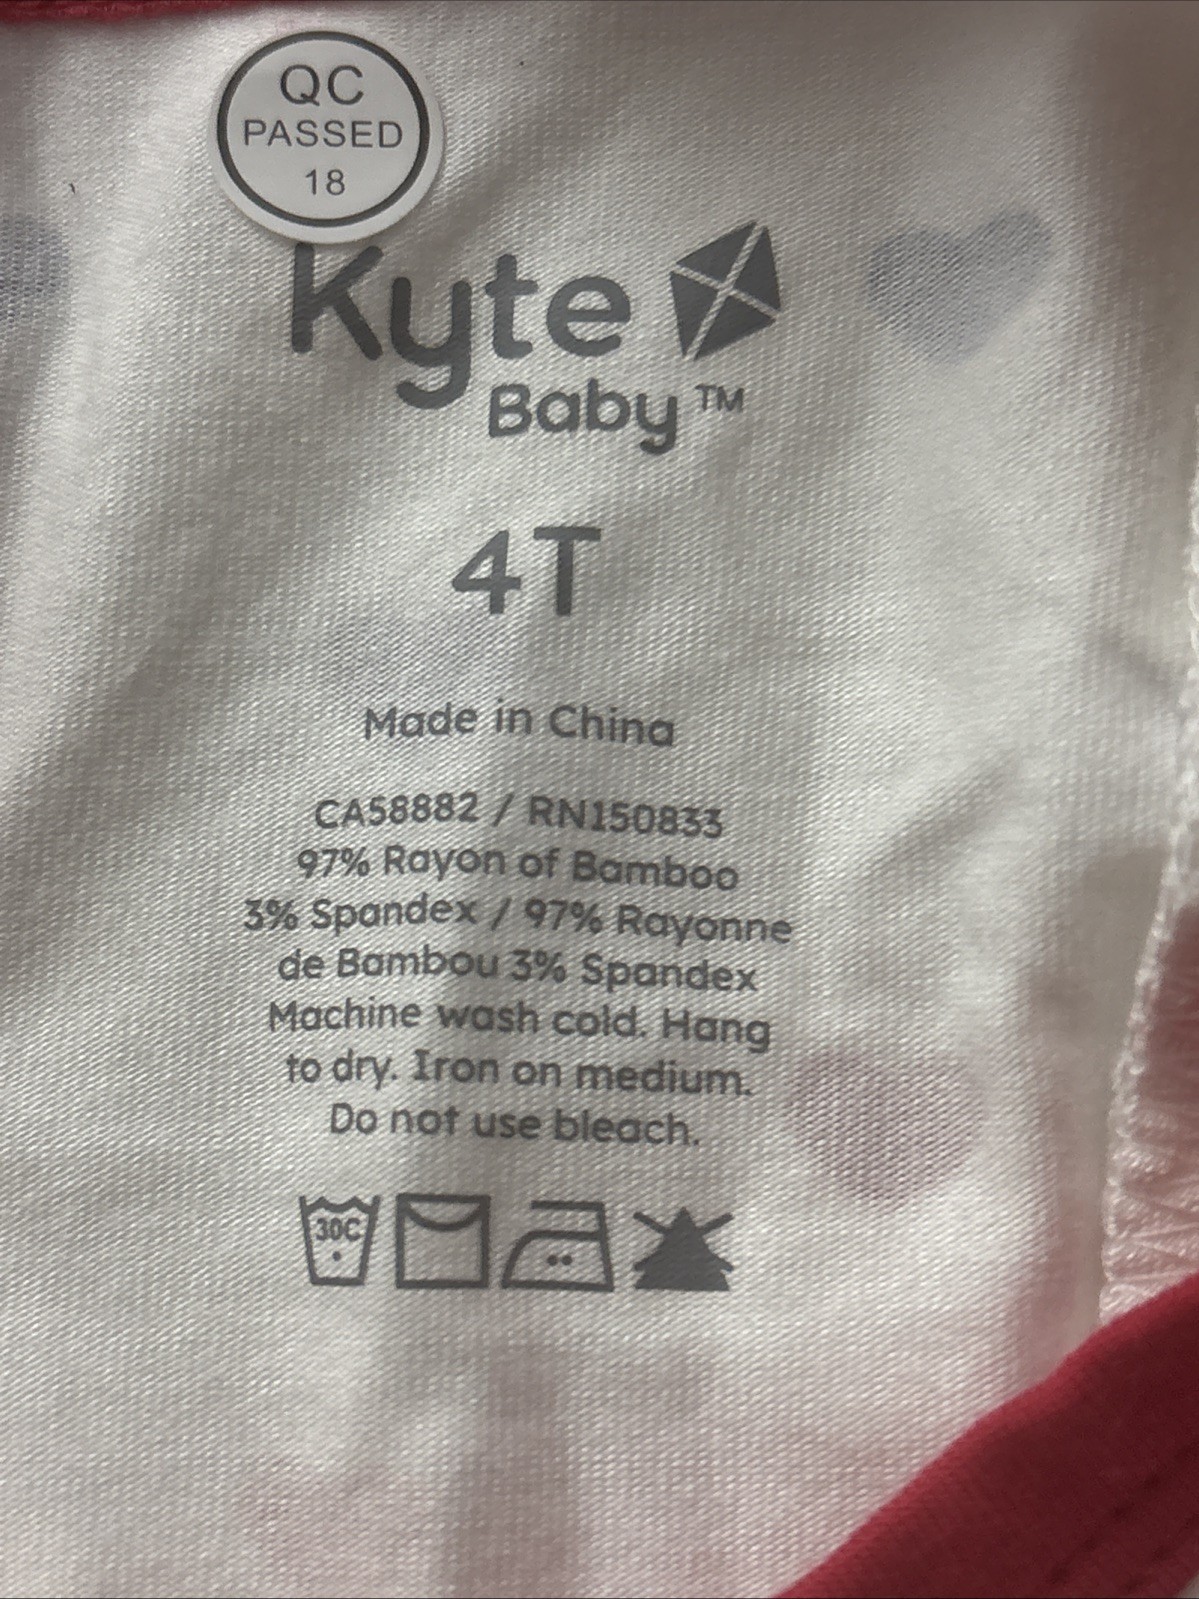 QC
PASSED
18
Kyte
Baby™
4T
Made in China
CA58882 / RN150833
97% Rayon of Bamboo
3% Spandex / 97% Rayonne
de Bambou 3% Spandex
Machine wash cold. Hang
to dry. Iron on medium.
Do not use bleach.
30C